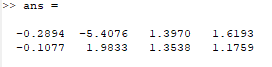 >> ans =
-0.2894 -5.4076 1.3970 1.6193
-0.1077 1.9833 1.3538 1.1759